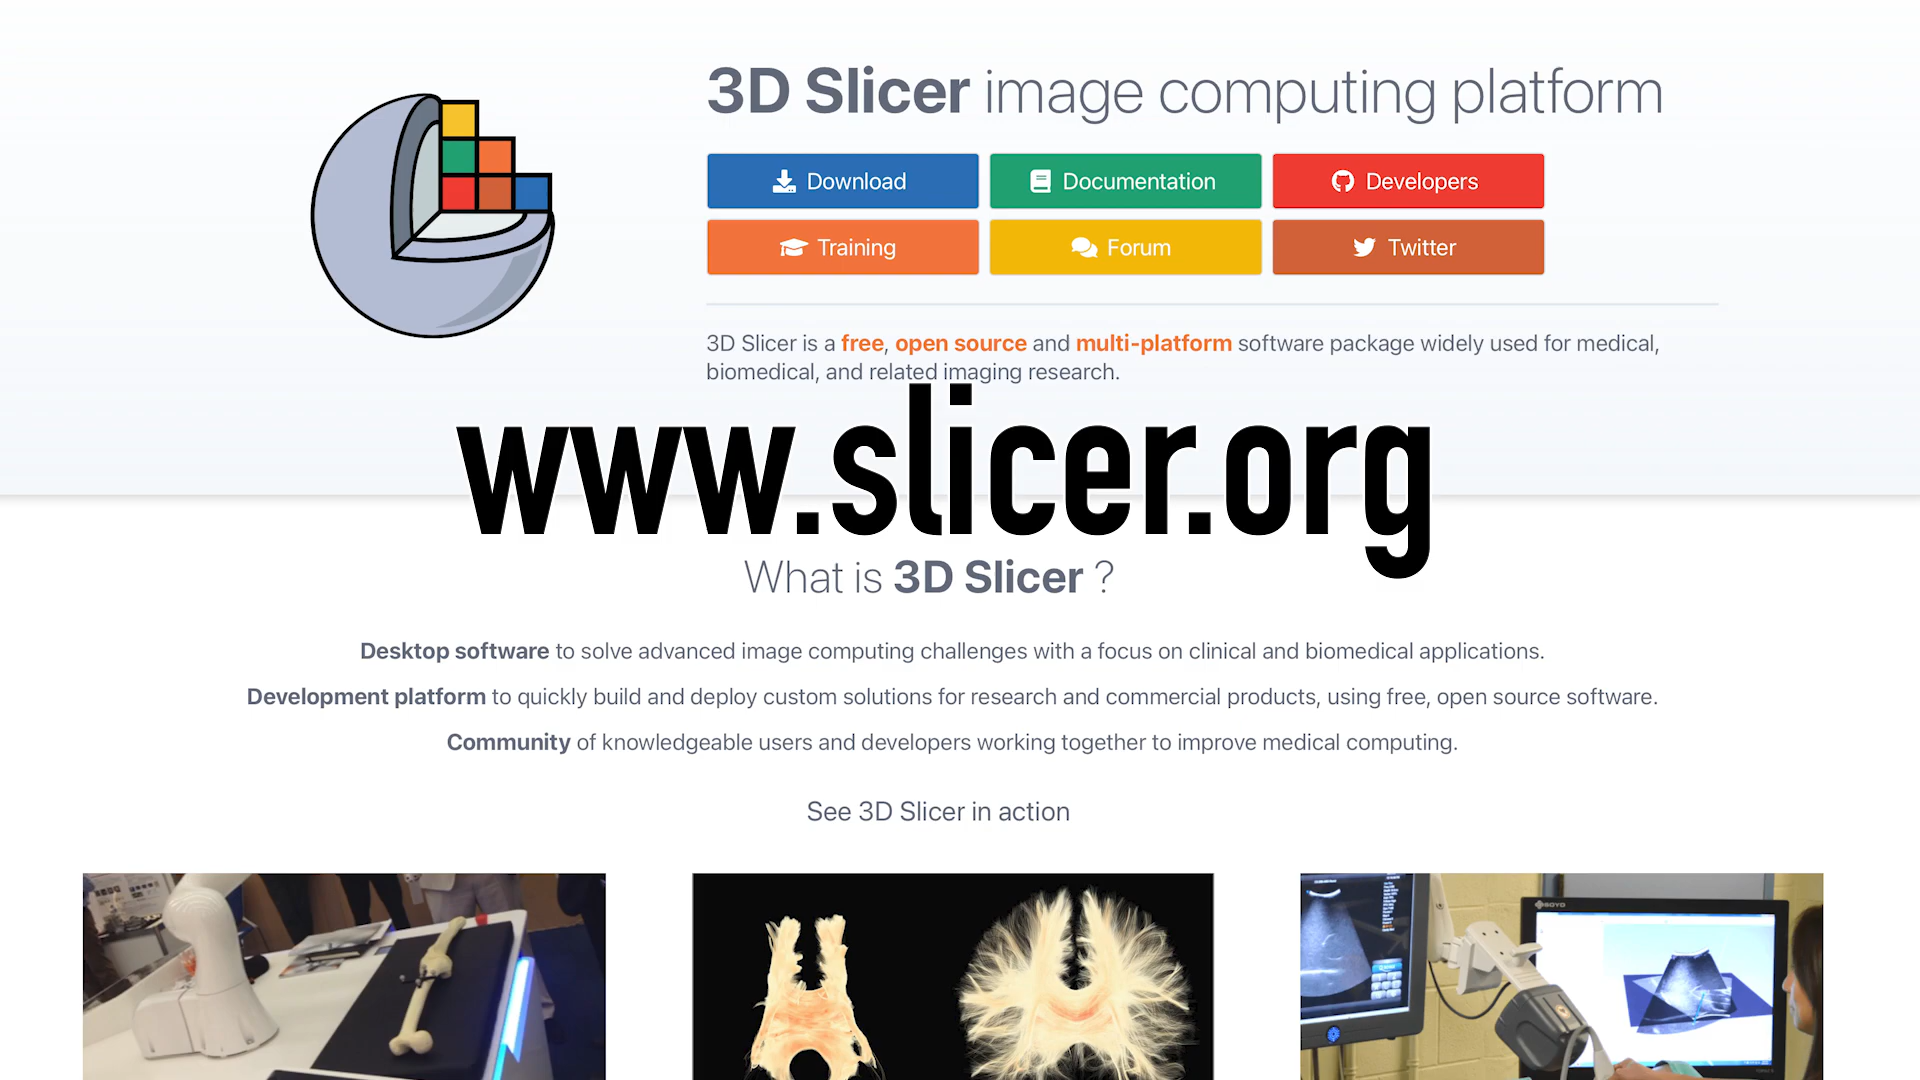 3D Slicer image computing platform
Download
Documentation
Developers
Training
Forum
Twitter
3D Slicer is a free, open source and multi-platform software package widely used for medical,
biomedical, and related imaging research.
www.slicer.org
What is 3D Slicer ?
Desktop software to solve advanced image computing challenges with a focus on clinical and biomedical applications.
Development platform to quickly build and deploy custom solutions for research and commercial products, using free, open source software.
Community of knowledgeable users and developers working together to improve medical computing.
See 3D Slicer in action